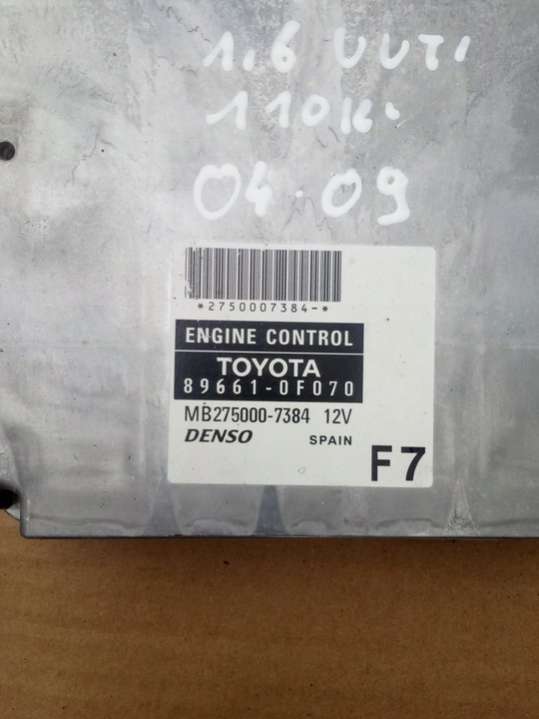 1.6 VVTI
110K.
04-09
*2750007384-*
ENGINE CONTROL
TOYOTA
89661-0F070
MB275000-7384 12V
DENSO SPAIN
F7